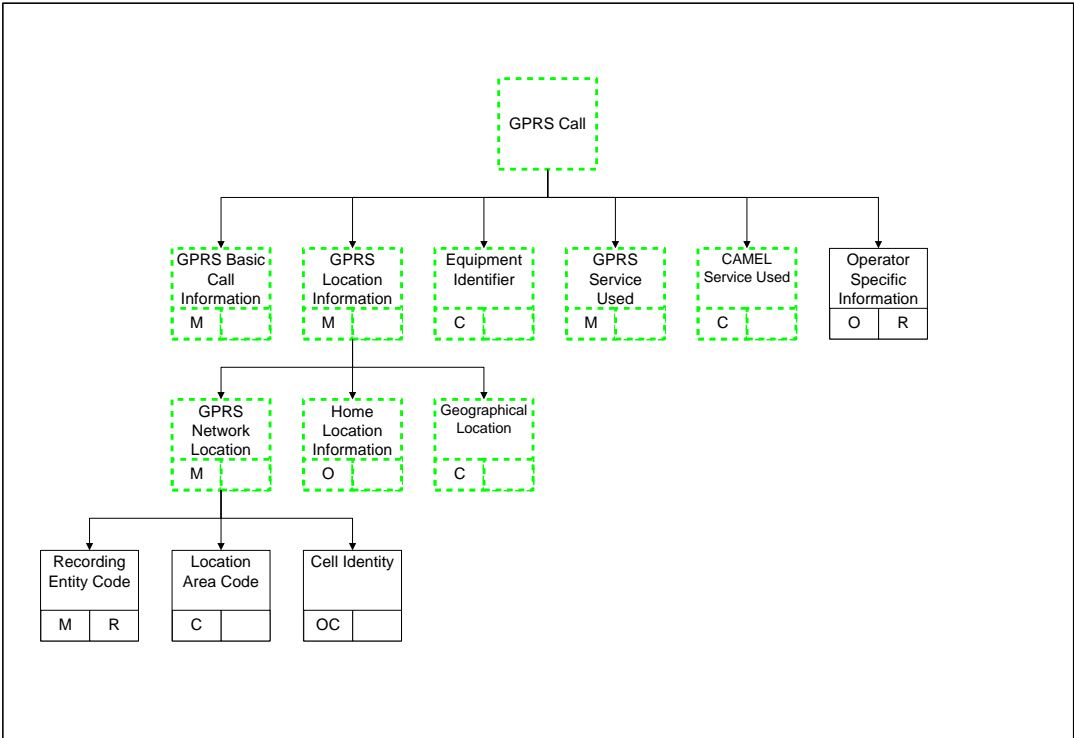 GPRS Call
GPRS Basic
Call
Information
M
GPRS
Location
Information
M
Equipment
Identifier
C
GPRS
Service
Used
M
CAMEL
Service Used
C
Operator
Specific
Information
O R
GPRS
Network
Location
M
Home
Location
Information
O
Geographical
Location
C
Recording
Entity Code
M R
Location
Area Code
C
Cell Identity
OC